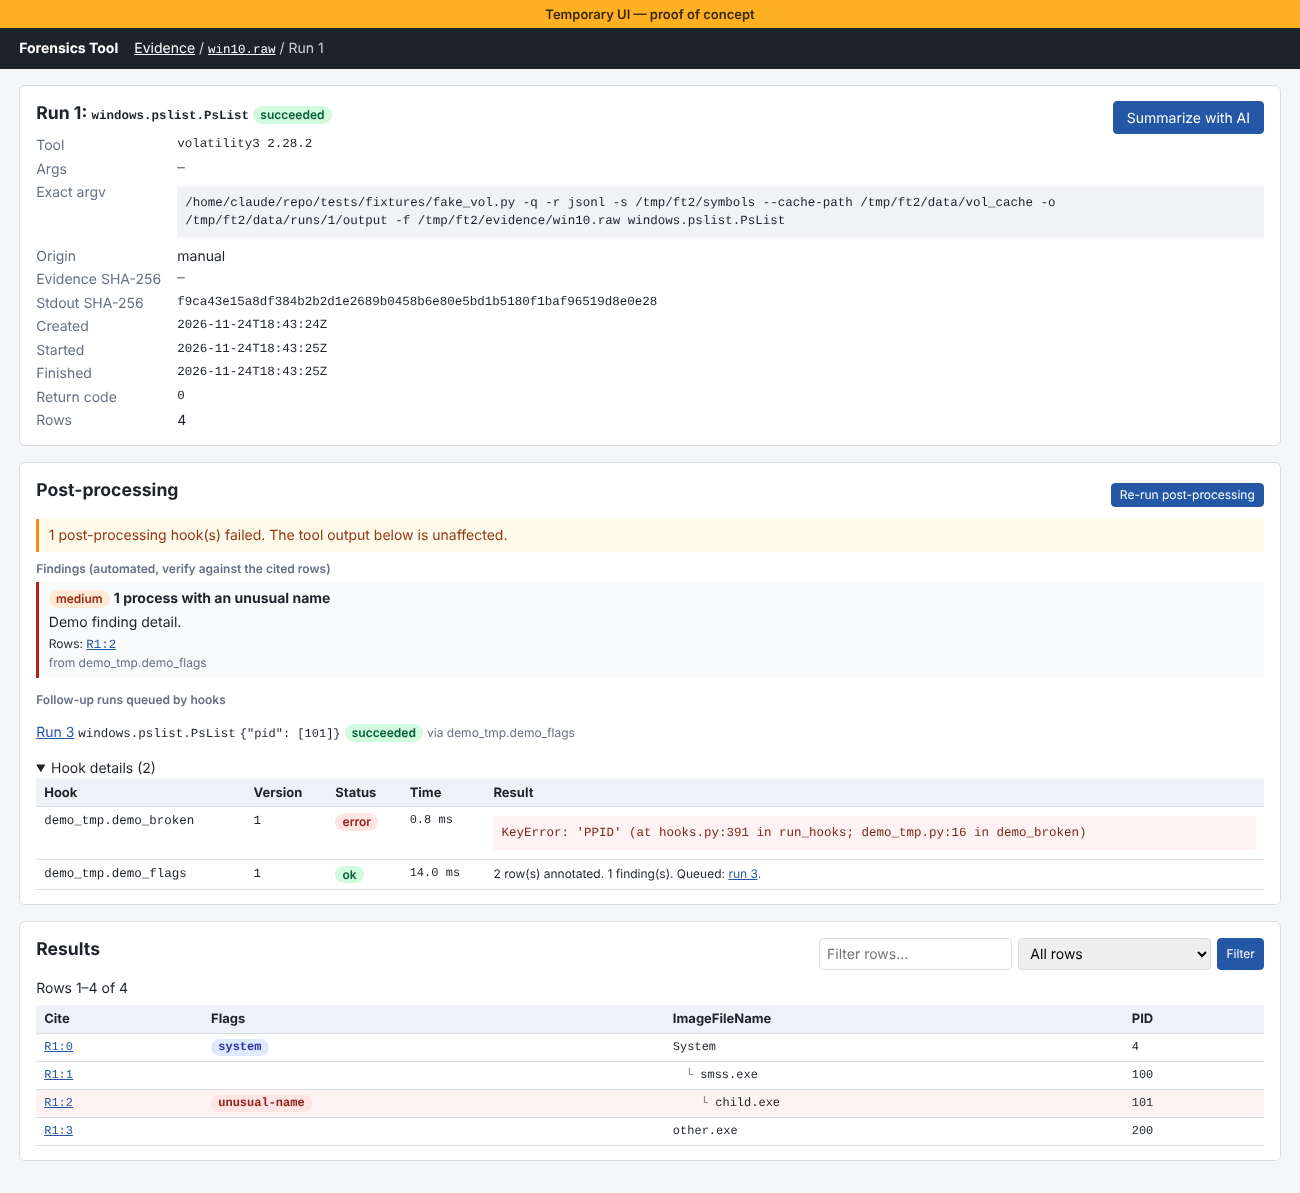 Temporary UI — proof of concept
Forensics Tool Evidence / win10.raw / Run 1
Run 1: windows.pslist.PsList succeeded
Summarize with AI
Tool volatility3 2.28.2
Args —
Exact argv /home/claude/repo/tests/fixtures/fake_vol.py -q -r jsonl -s /tmp/ft2/symbols --cache-path /tmp/ft2/data/vol_cache -o
/tmp/ft2/data/runs/1/output -f /tmp/ft2/evidence/win10.raw windows.pslist.PsList
Origin manual
Evidence SHA-256 —
Stdout SHA-256 f9ca43e15a8df384b2b2d1e2689b0458b6e80e5bd1b5180f1baf96519d8e0e28
Created 2026-11-24T18:43:24Z
Started 2026-11-24T18:43:25Z
Finished 2026-11-24T18:43:25Z
Return code 0
Rows 4
Post-processing
Re-run post-processing
1 post-processing hook(s) failed. The tool output below is unaffected.
Findings (automated, verify against the cited rows)
medium 1 process with an unusual name
Demo finding detail.
Rows: R1:2
from demo_tmp.demo_flags
Follow-up runs queued by hooks
Run 3 windows.pslist.PsList {"pid": [101]} succeeded via demo_tmp.demo_flags
▼ Hook details (2)
Hook Version Status Time Result
demo_tmp.demo_broken 1 error 0.8 ms KeyError: 'PPID' (at hooks.py:391 in run_hooks; demo_tmp.py:16 in demo_broken)
demo_tmp.demo_flags 1 ok 14.0 ms 2 row(s) annotated. 1 finding(s). Queued: run 3.
Results
Filter rows... All rows Filter
Rows 1–4 of 4
Cite Flags ImageFileName PID
R1:0 system System 4
R1:1 └ smss.exe 100
R1:2 unusual-name └ child.exe 101
R1:3 other.exe 200